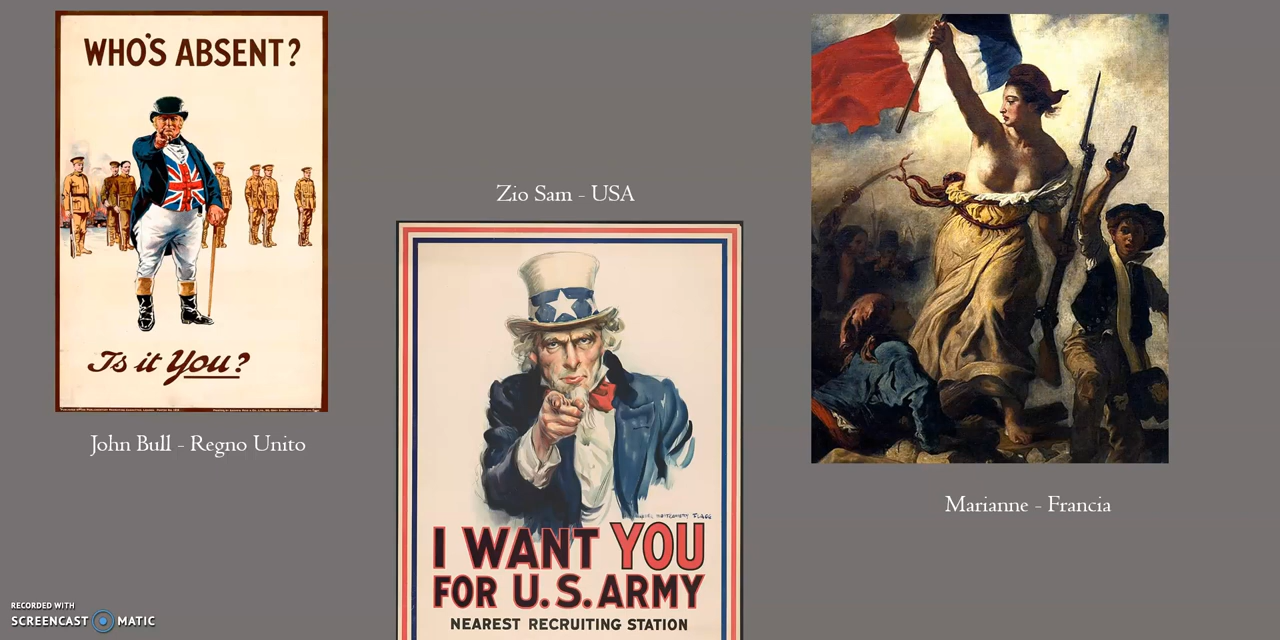 WHO'S ABSENT?
Is it You?
John Bull - Regno Unito
Zio Sam - USA
I WANT YOU
FOR U.S. ARMY
NEAREST RECRUITING STATION
Marianne - Francia
RECORDED WITH
SCREENCAST MATIC